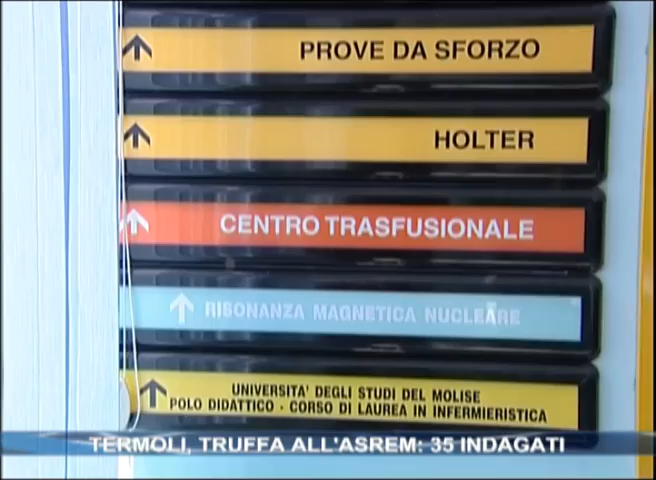 PROVE DA SFORZO
HOLTER
CENTRO TRASFUSIONALE
RISONANZA MAGNETICA NUCLEARE
UNIVERSITA' DEGLI STUDI DEL MOLISE
POLO DIDATTICO - CORSO DI LAUREA IN INFERMIERISTICA
TERMOLI, TRUFFA ALL'ASREM: 35 INDAGATI